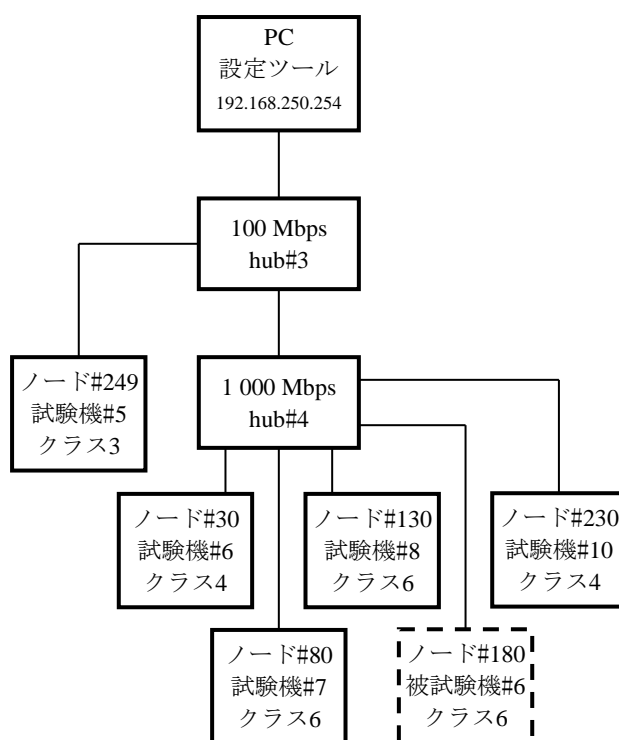 PC
設定ツール
192.168.250.254
100 Mbps
hub#3
ノード#249
試験機#5
クラス3
1 000 Mbps
hub#4
ノード#30
試験機#6
クラス4
ノード#130
試験機#8
クラス6
ノード#230
試験機#10
クラス4
ノード#80
試験機#7
クラス6
ノード#180
被試験機#6
クラス6